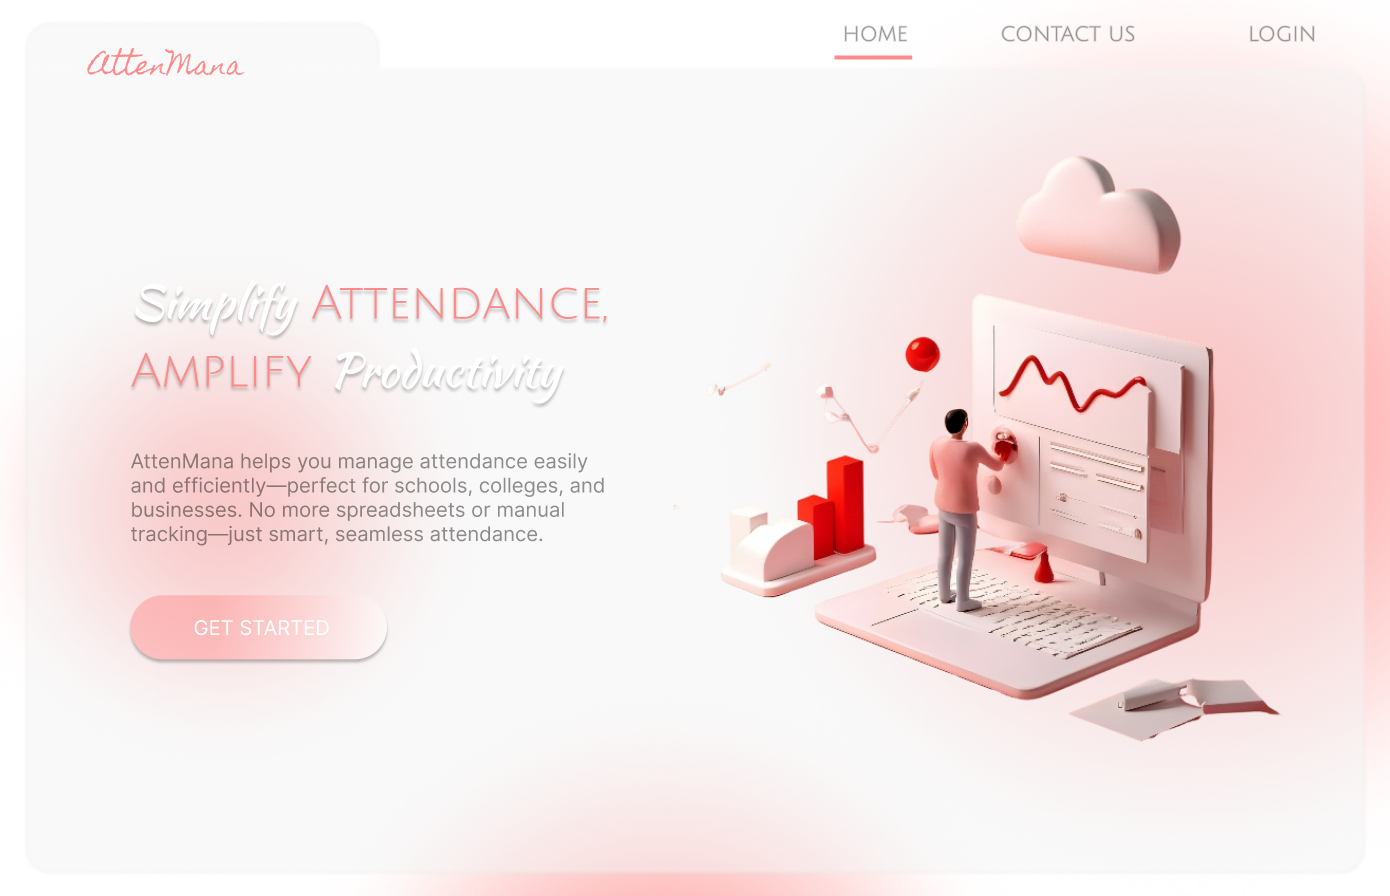 AttenMana
HOME CONTACT US LOGIN
Simplify ATTENDANCE,
AMPLIFY Productivity
AttenMana helps you manage attendance easily
and efficiently—perfect for schools, colleges, and
businesses. No more spreadsheets or manual
tracking—just smart, seamless attendance.
GET STARTED